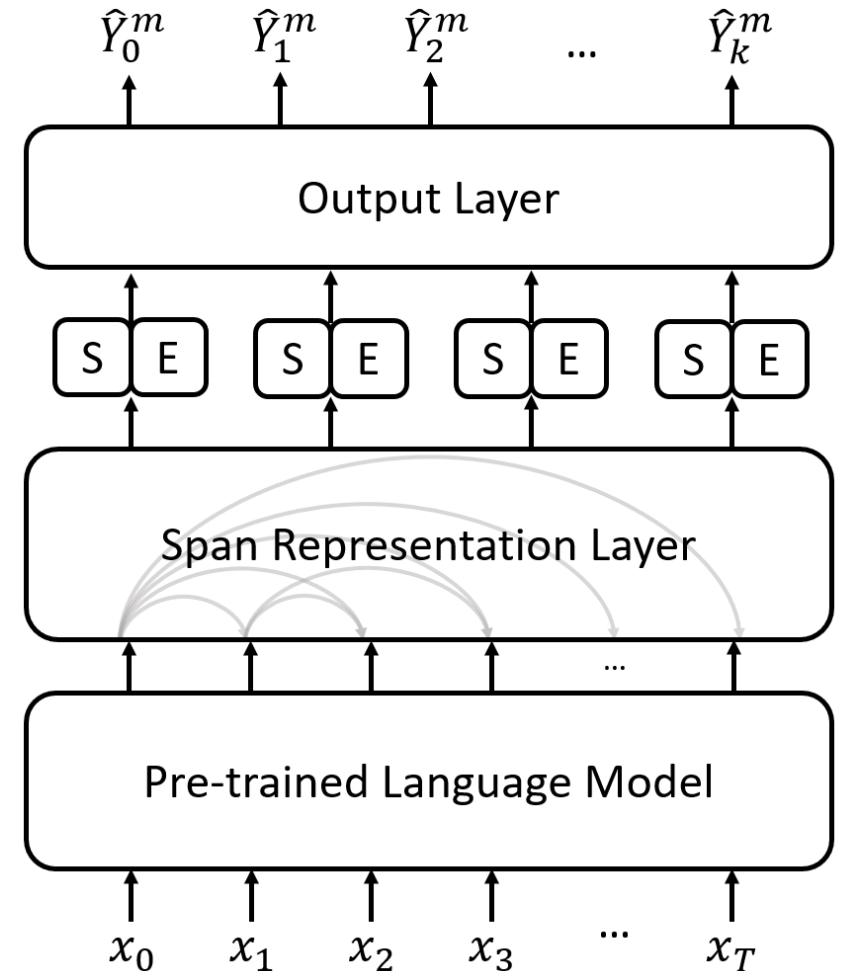 Ŷ₀ᵐ Ŷ₁ᵐ Ŷ₂ᵐ ... Ŷₖᵐ
Output Layer
S E S E S E S E
Span Representation Layer
...
Pre-trained Language Model
x₀ x₁ x₂ x₃ ... x_T